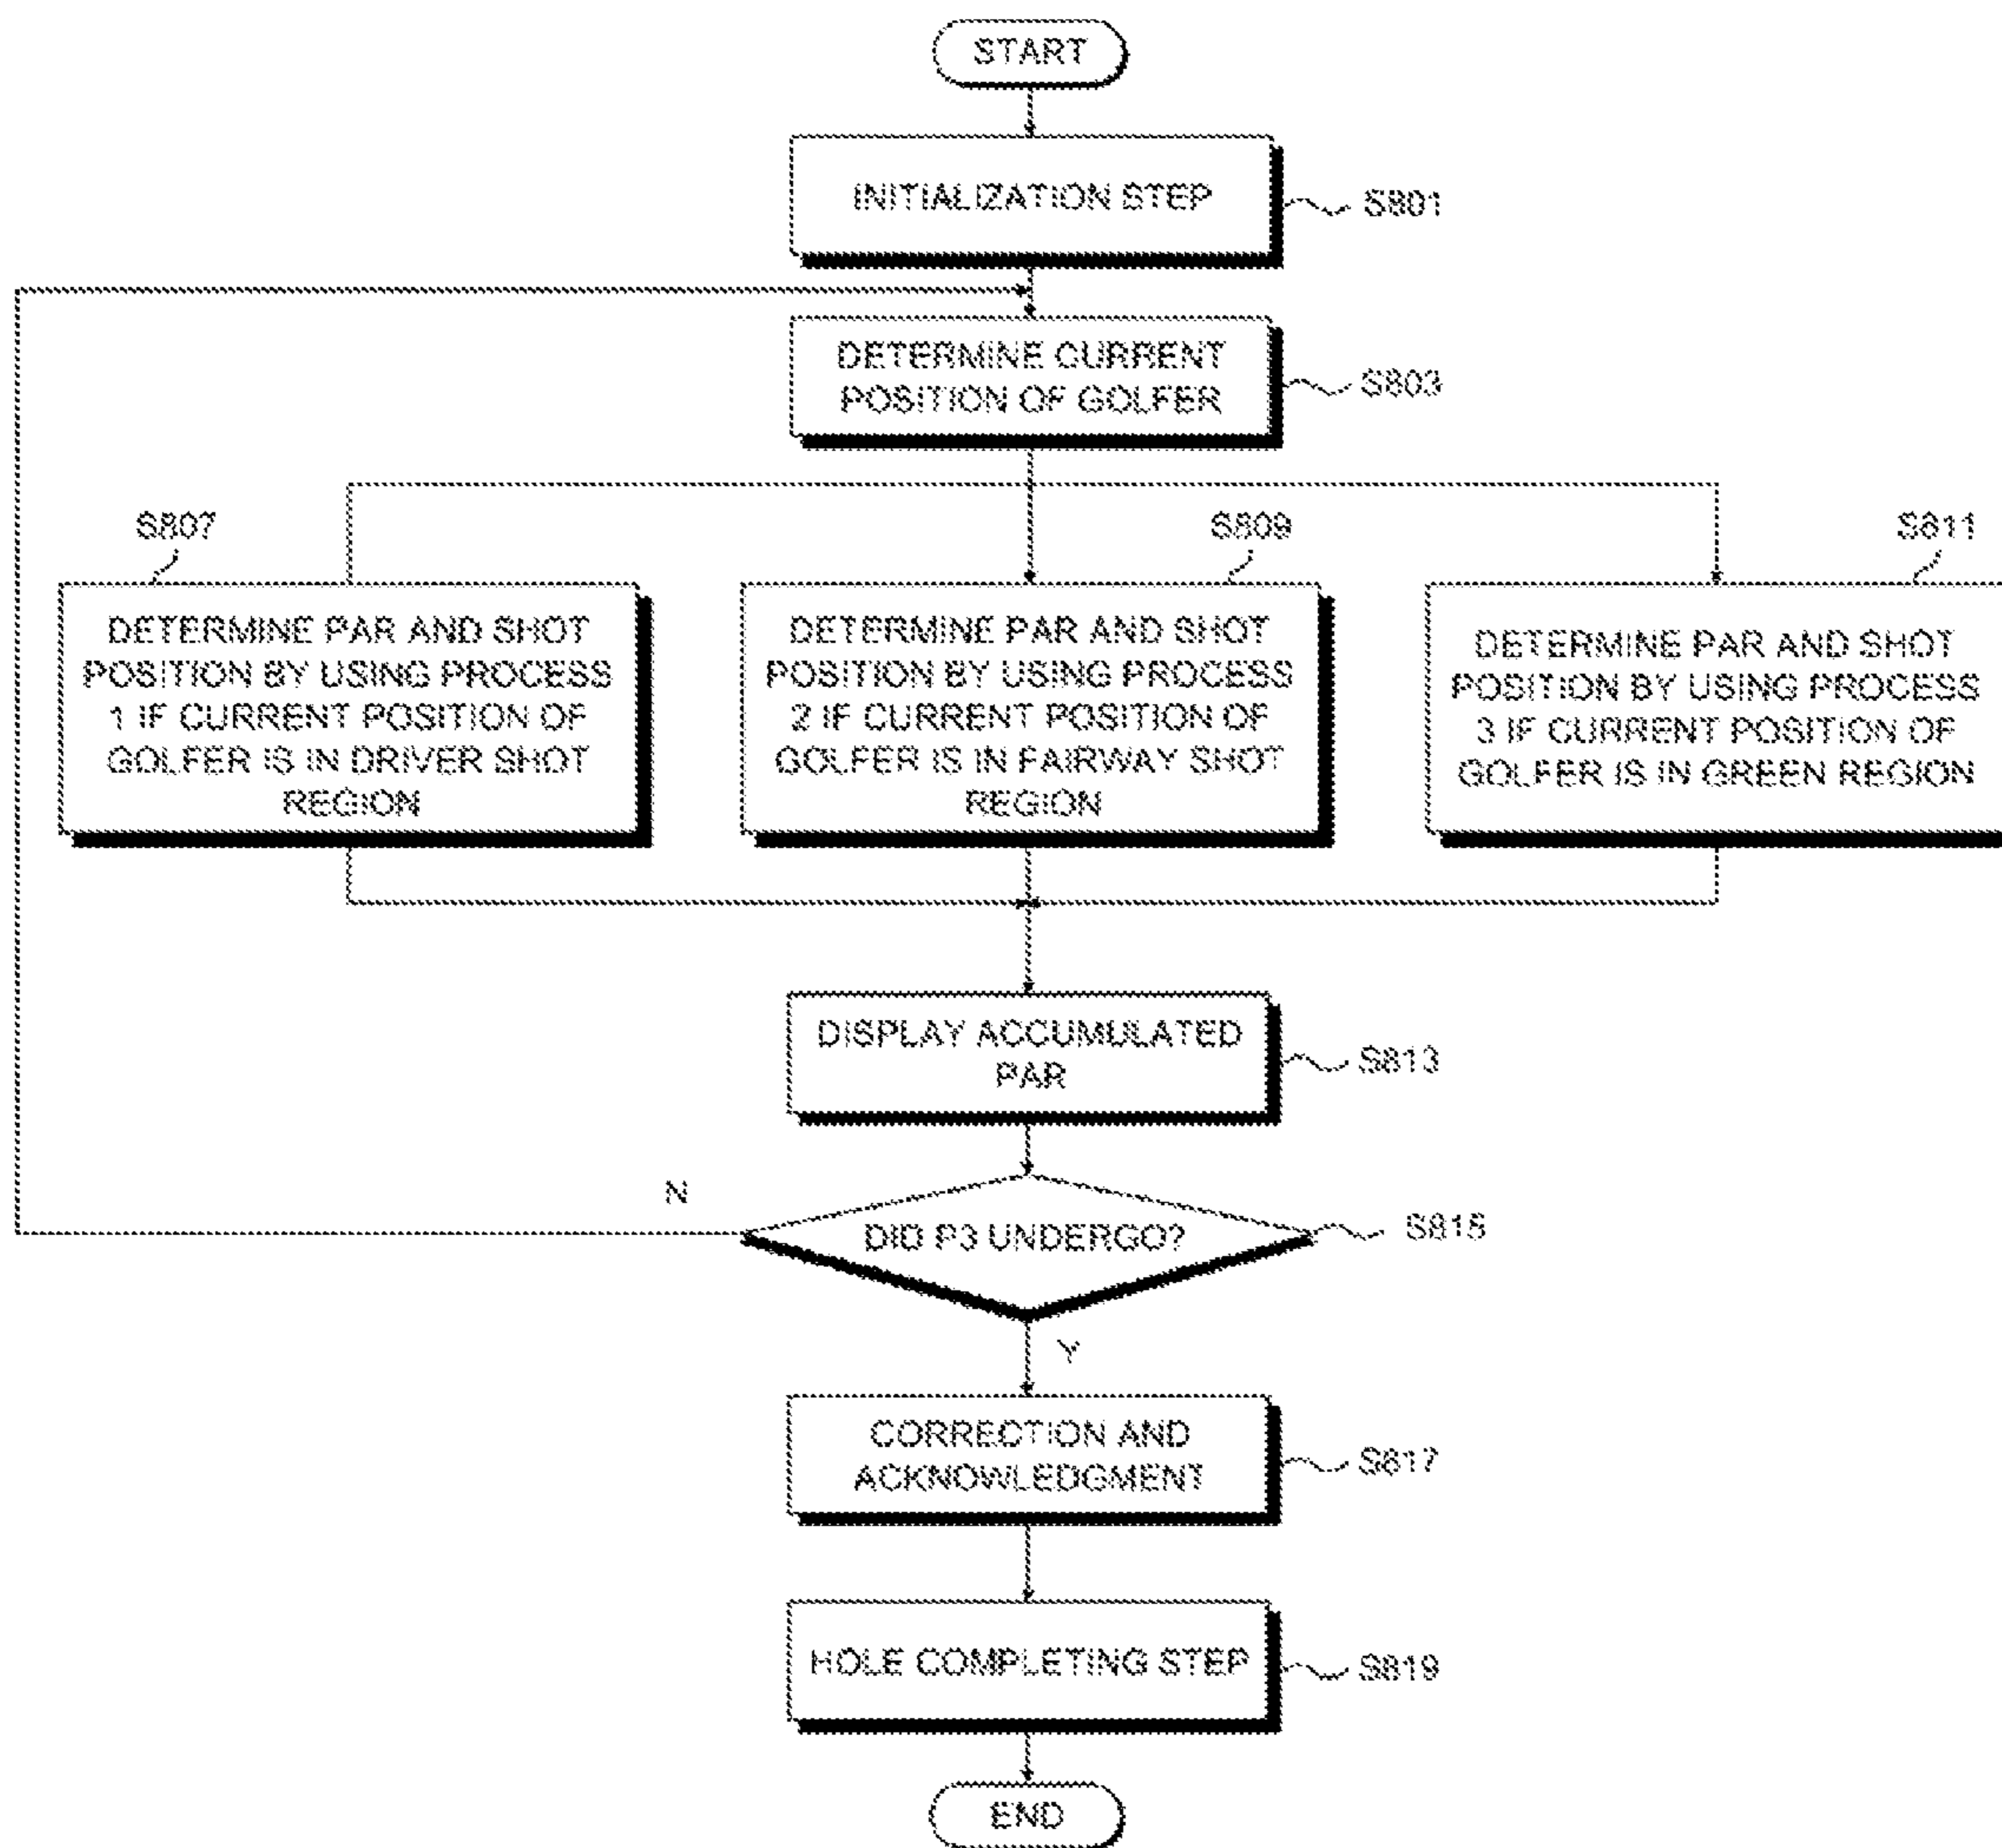 START
INITIALIZATION STEP
S801
DETERMINE CURRENT
POSITION OF GOLFER
S803
S807
S809
S811
DETERMINE PAR AND SHOT
POSITION BY USING PROCESS
1 IF CURRENT POSITION OF
GOLFER IS IN DRIVER SHOT
REGION
DETERMINE PAR AND SHOT
POSITION BY USING PROCESS
2 IF CURRENT POSITION OF
GOLFER IS IN FAIRWAY SHOT
REGION
DETERMINE PAR AND SHOT
POSITION BY USING PROCESS
3 IF CURRENT POSITION OF
GOLFER IS IN GREEN REGION
DISPLAY ACCUMULATED
PAR
S813
N
DID P3 UNDERGO?
S815
Y
CORRECTION AND
ACKNOWLEDGMENT
S817
HOLE COMPLETING STEP
S819
END